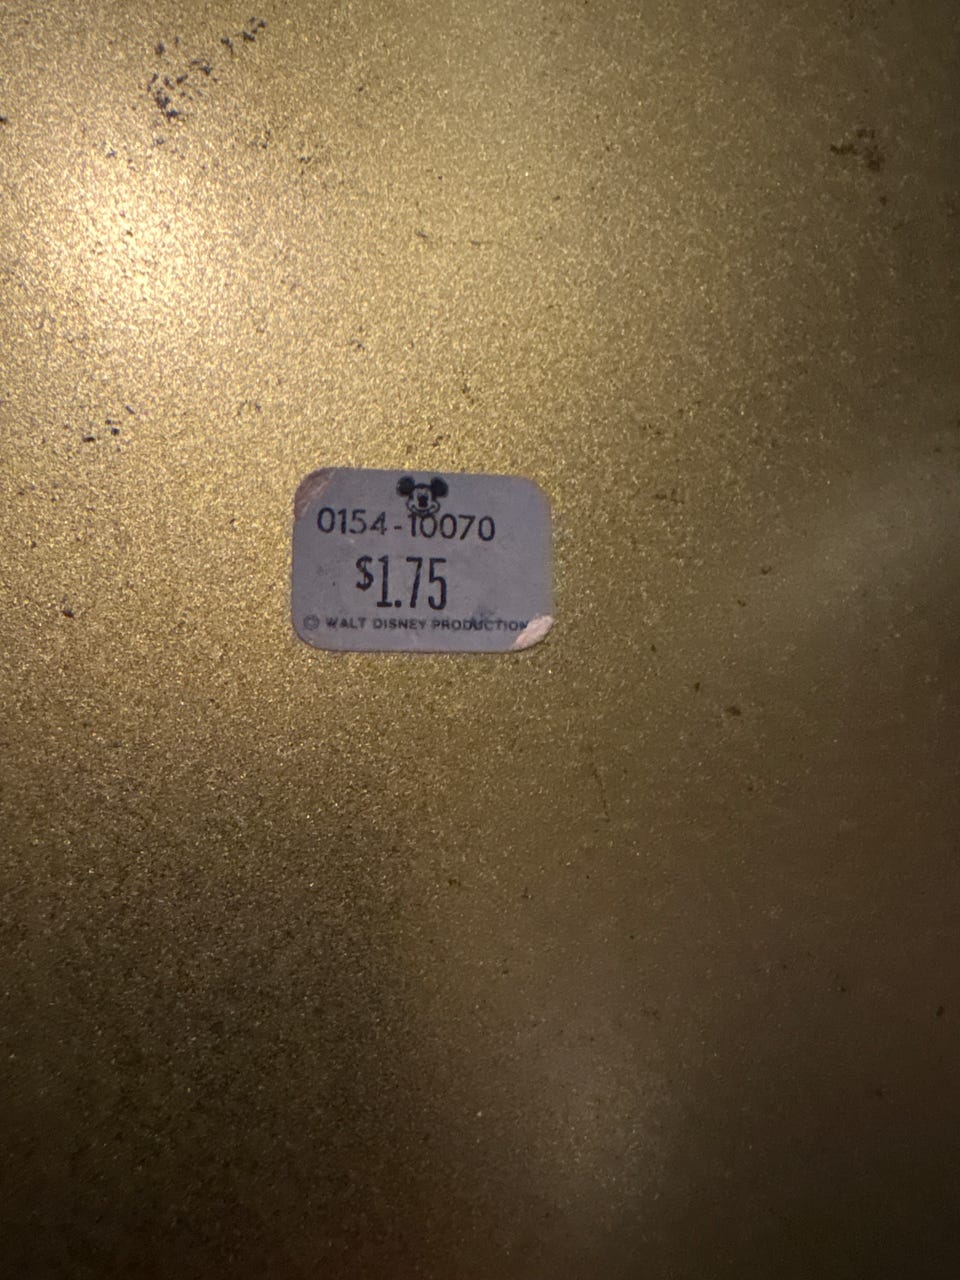 0154-10070
$1.75
© WALT DISNEY PRODUCTION